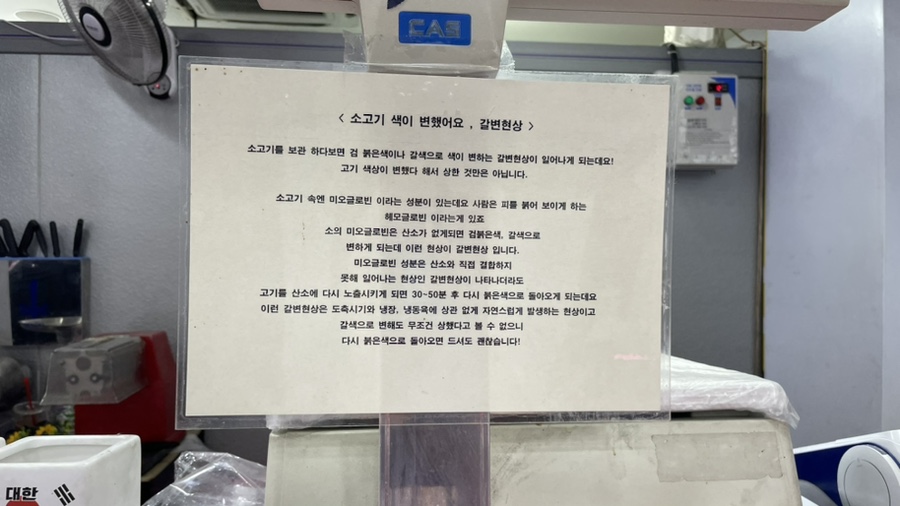 CAS
〈 소고기 색이 변했어요 , 갈변현상 〉
소고기를 보관 하다보면 검 붉은색이나 갈색으로 색이 변하는 갈변현상이 일어나게 되는데요!
고기 색상이 변했다 해서 상한 것만은 아닙니다.
소고기 속엔 미오글로빈 이라는 성분이 있는데요 사람은 피를 붉어 보이게 하는
헤모글로빈 이라는게 있죠
소의 미오글로빈은 산소가 없게되면 검붉은색, 갈색으로
변하게 되는데 이런 현상이 갈변현상 입니다.
미오글로빈 성분은 산소와 직접 결합하지
못해 일어나는 현상인 갈변현상이 나타나더라도
고기를 산소에 다시 노출시키게 되면 30~50분 후 다시 붉은색으로 돌아오게 되는데요
이런 갈변현상은 도축시기와 냉장, 냉동육에 상관 없게 자연스럽게 발생하는 현상이고
갈색으로 변해도 무조건 상했다고 볼 수 없으니
다시 붉은색으로 돌아오면 드셔도 괜찮습니다!
대한